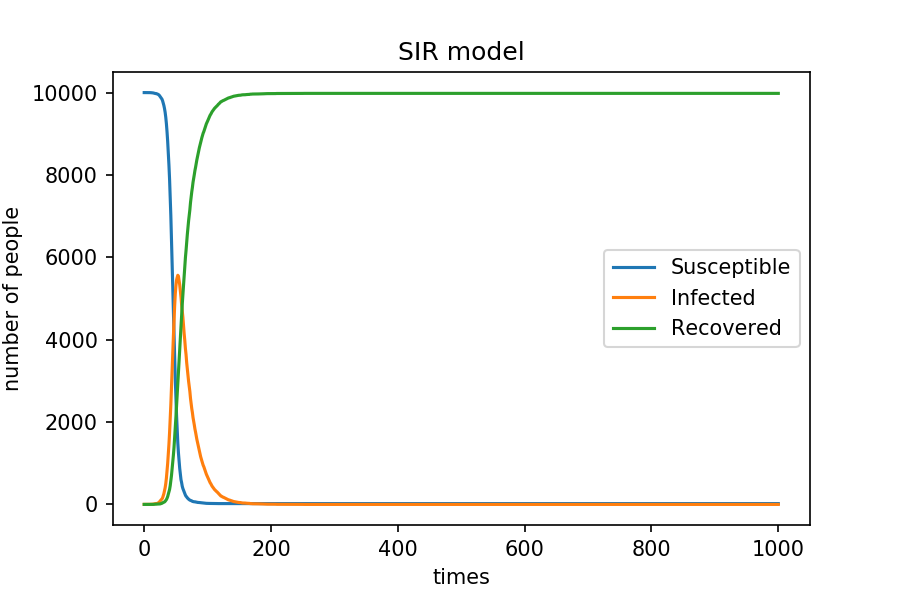 SIR model
number of people
10000
8000
6000
4000
2000
0
Susceptible
Infected
Recovered
0 200 400 600 800 1000
times